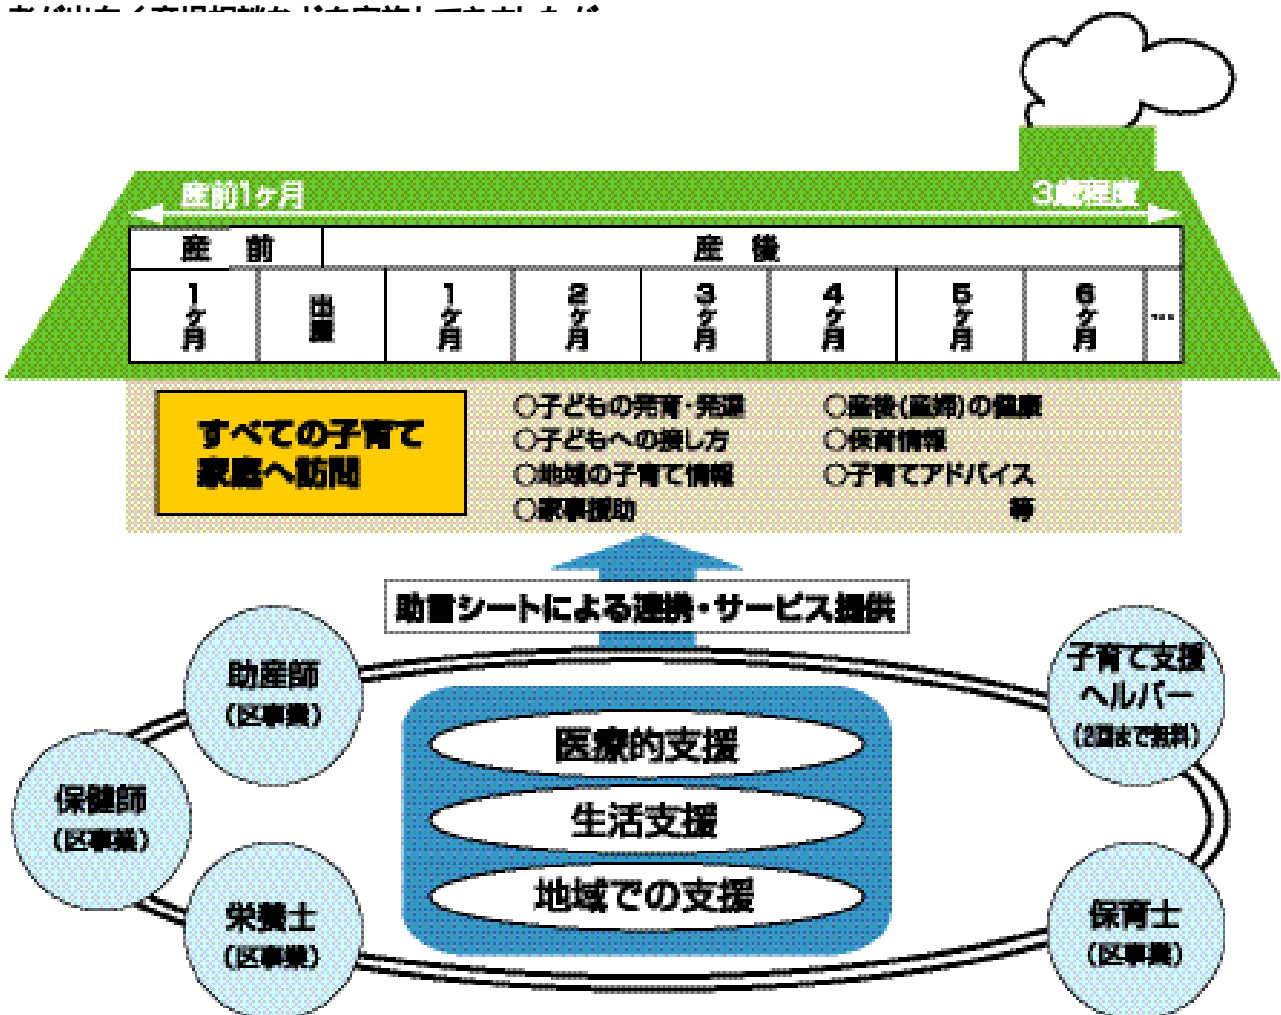 産前1ヶ月
3歳程度
産 前
産 後
1ヶ月
出産
1ヶ月
2ヶ月
3ヶ月
4ヶ月
5ヶ月
6ヶ月
…
すべての子育て
家庭へ訪問
○子どもの発育・発達
○子どもへの接し方
○地域の子育て情報
○家事援助
○産後(産婦)の健康
○保育情報
○子育てアドバイス
等
助言シートによる連携・サービス提供
助産師
(区事業)
子育て支援
ヘルパー
(2回まで無料)
保健師
(区事業)
医療的支援
生活支援
地域での支援
栄養士
(区事業)
保育士
(区事業)